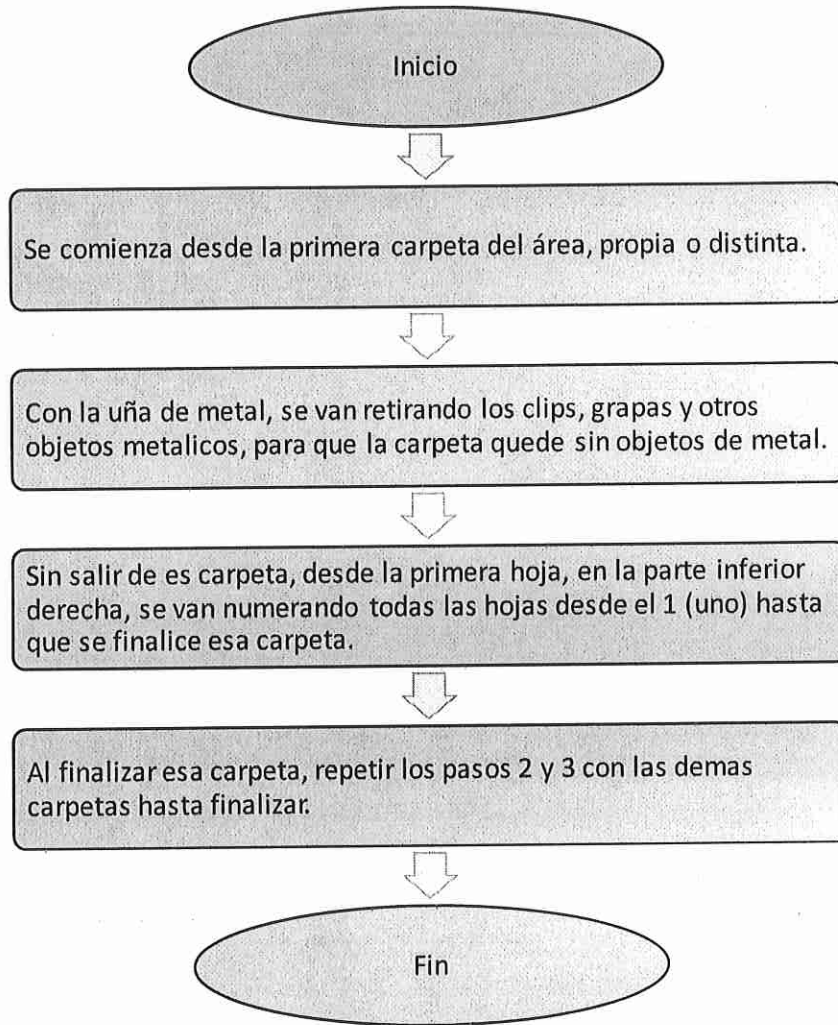 Inicio
Se comienza desde la primera carpeta del área, propia o distinta.
Con la uña de metal, se van retirando los clips, grapas y otros
objetos metalicos, para que la carpeta quede sin objetos de metal.
Sin salir de es carpeta, desde la primera hoja, en la parte inferior
derecha, se van numerando todas las hojas desde el 1 (uno) hasta
que se finalice esa carpeta.
Al finalizar esa carpeta, repetir los pasos 2 y 3 con las demas
carpetas hasta finalizar.
Fin